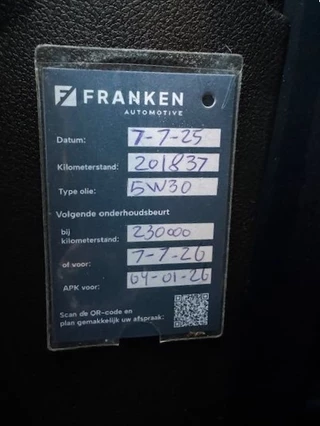 FRANKEN
AUTOMOTIVE
Datum: 7-7-25
Kilometerstand: 201837
Type olie: 5W30
Volgende onderhoudsbeurt
bij
kilometerstand: 230000
of voor: 7-7-26
APK voor: 04-01-26
Scan de QR-code en
plan gemakkelijk uw afspraak: